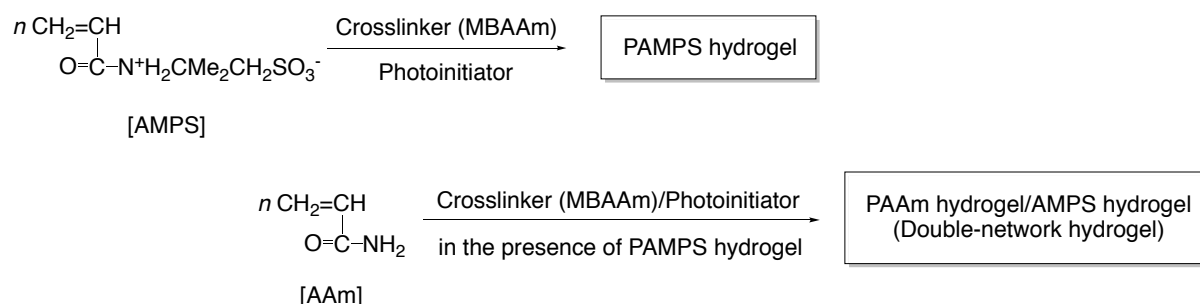 n CH₂=CH
O=C–N⁺H₂CMe₂CH₂SO₃⁻
[AMPS]
Crosslinker (MBAAm)
Photoinitiator
PAMPS hydrogel
n CH₂=CH
O=C–NH₂
[AAm]
Crosslinker (MBAAm)/Photoinitiator
in the presence of PAMPS hydrogel
PAAm hydrogel/AMPS hydrogel
(Double-network hydrogel)